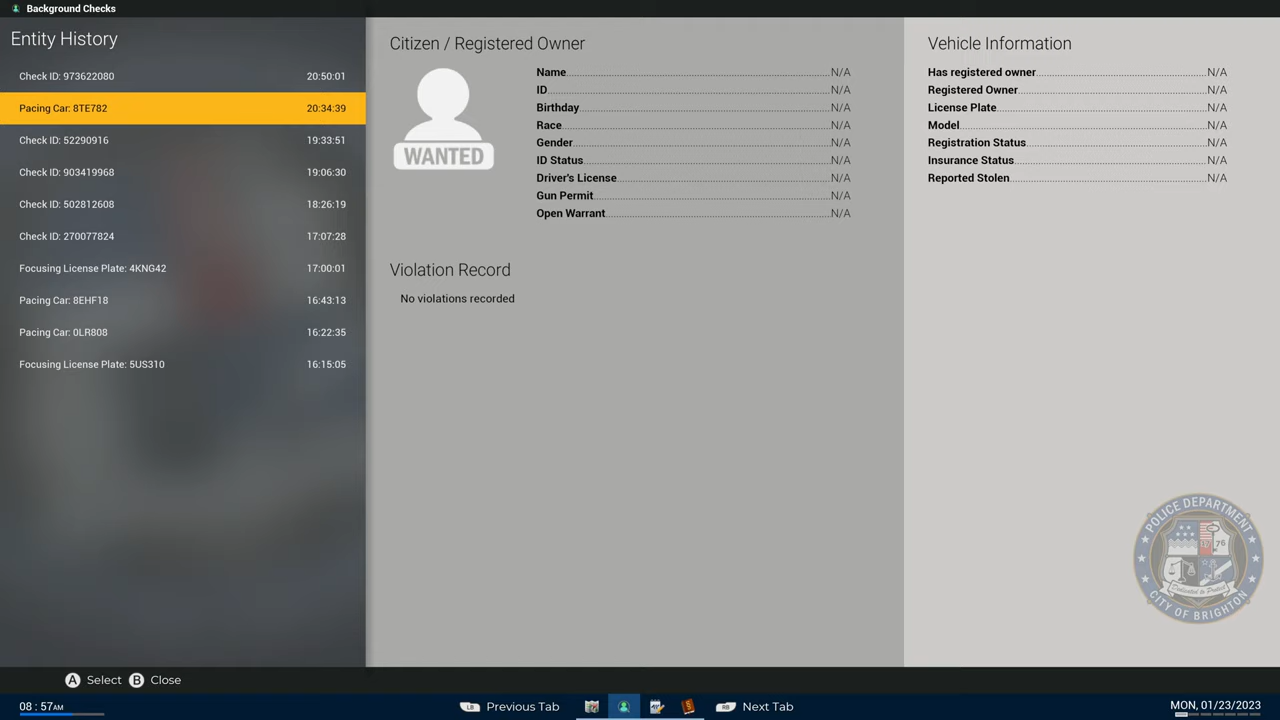 Background Checks
Entity History
Check ID: 973622080 20:50:01
Pacing Car: 8TE782 20:34:39
Check ID: 52290916 19:33:51
Check ID: 903419968 19:06:30
Check ID: 502812608 18:26:19
Check ID: 270077824 17:07:28
Focusing License Plate: 4KNG42 17:00:01
Pacing Car: 8EHF18 16:43:13
Pacing Car: 0LR808 16:22:35
Focusing License Plate: 5US310 16:15:05
Citizen / Registered Owner
WANTED
Name N/A
ID N/A
Birthday N/A
Race N/A
Gender N/A
ID Status N/A
Driver's License N/A
Gun Permit N/A
Open Warrant N/A
Violation Record
No violations recorded
Vehicle Information
Has registered owner N/A
Registered Owner N/A
License Plate N/A
Model N/A
Registration Status N/A
Insurance Status N/A
Reported Stolen N/A
POLICE DEPARTMENT
1776
Dedicated to Protect
CITY OF BRIGHTON
A Select B Close
08 : 57AM
LB Previous Tab
RB Next Tab
MON, 01/23/2023